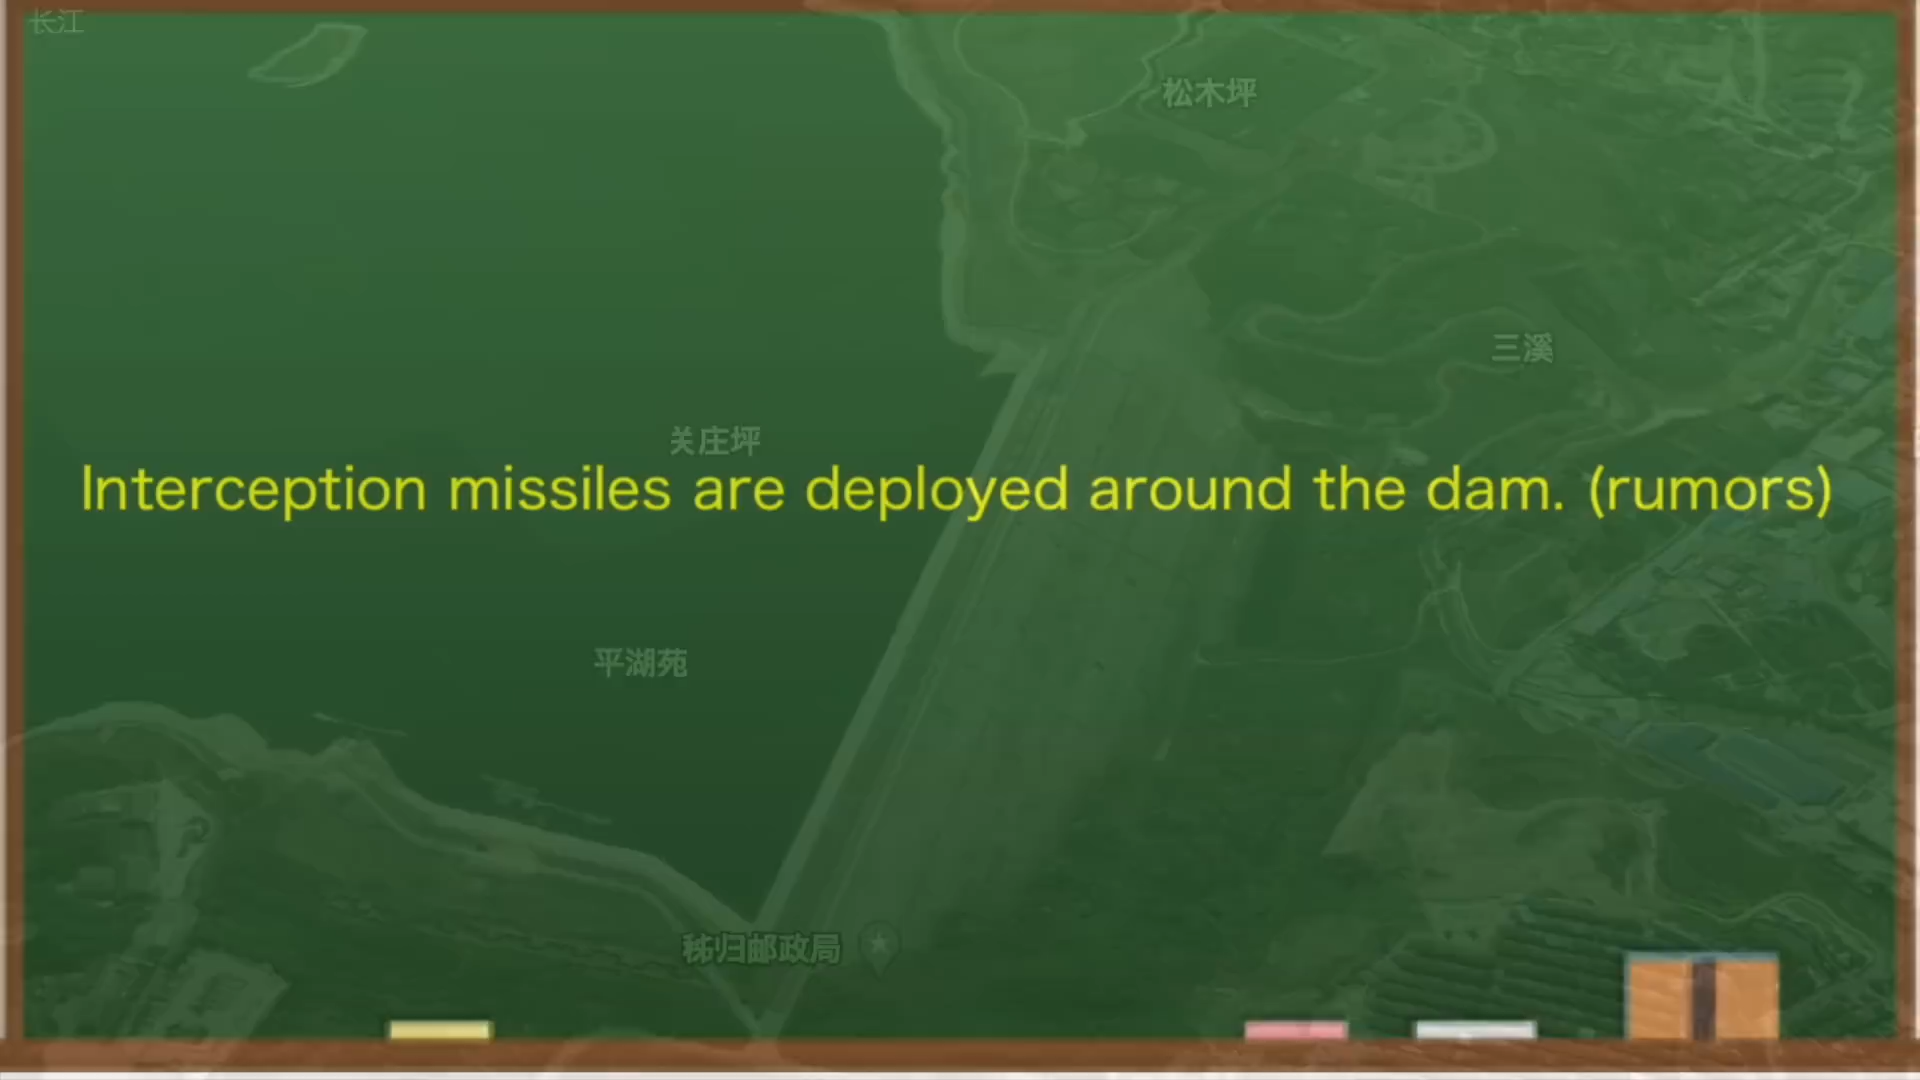 长江
松木坪
三溪
关庄坪
Interception missiles are deployed around the dam. (rumors)
平湖苑
秭归邮政局